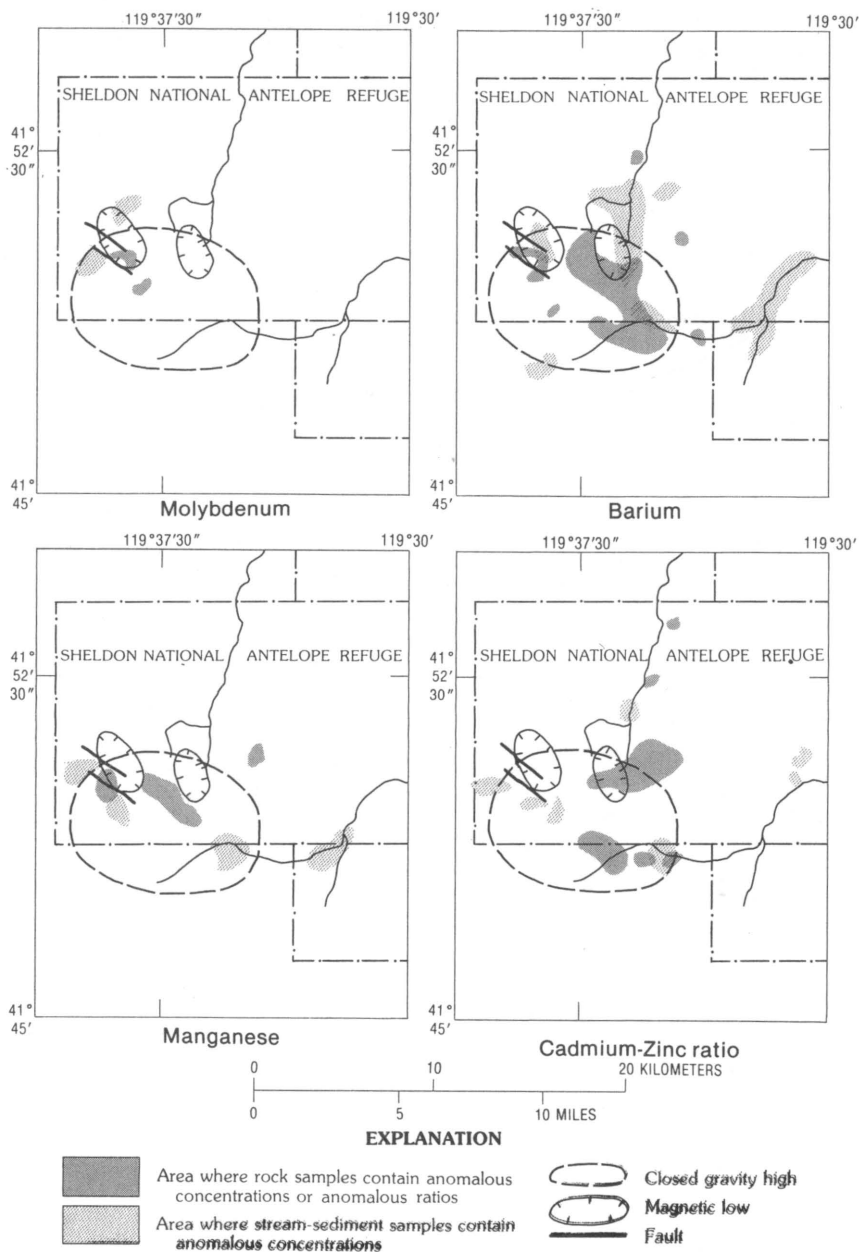 119°37'30" 119°30'
119°37'30" 119°30'
SHELDON NATIONAL ANTELOPE REFUGE
SHELDON NATIONAL ANTELOPE REFUGE
41°
52'
30"
41°
52'
30"
41°
45'
41°
45'
Molybdenum
Barium
119°37'30" 119°30'
119°37'30" 119°30'
SHELDON NATIONAL ANTELOPE REFUGE
SHELDON NATIONAL ANTELOPE REFUGE
41°
52'
30"
41°
52'
30"
41°
45'
41°
45'
Manganese
Cadmium-Zinc ratio
0 10 20 KILOMETERS
0 5 10 MILES
EXPLANATION
Area where rock samples contain anomalous
concentrations or anomalous ratios
Area where stream-sediment samples contain
anomalous concentrations
Closed gravity high
Magnetic low
Fault